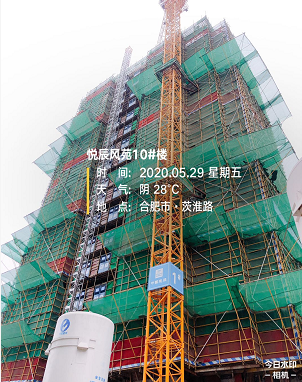 悦辰风苑10#楼
时 间: 2020.05.29 星期五
天 气: 阴 28°C
地 点: 合肥市·茨淮路
1#
今日水印
- 相机 -